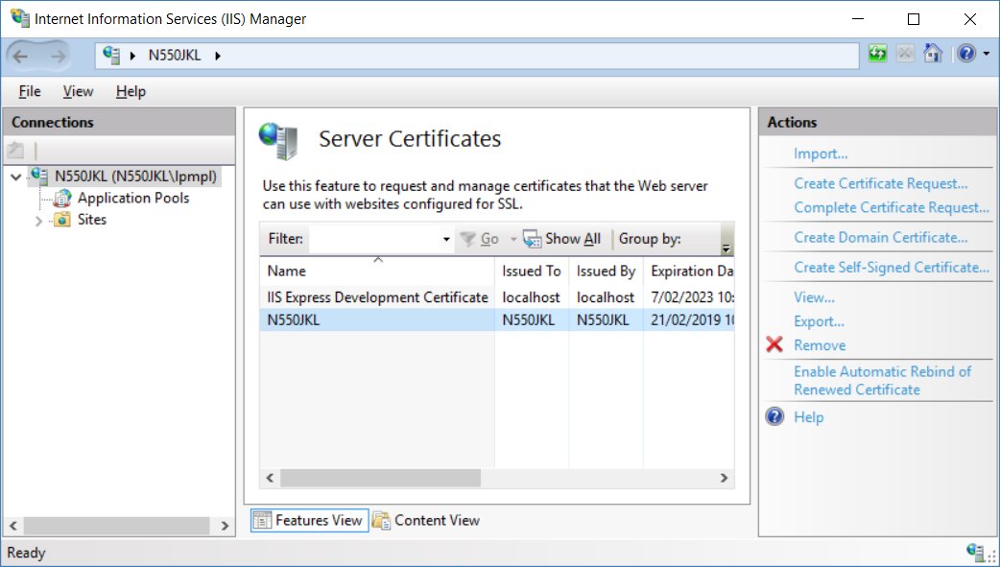 Internet Information Services (IIS) Manager
N550JKL
File View Help
Connections
N550JKL (N550JKL\lpmpl)
Application Pools
Sites
Server Certificates
Use this feature to request and manage certificates that the Web server
can use with websites configured for SSL.
Filter: Go Show All Group by:
Name Issued To Issued By Expiration Da
IIS Express Development Certificate localhost localhost 7/02/2023 10:
N550JKL N550JKL N550JKL 21/02/2019 10
Features View Content View
Actions
Import...
Create Certificate Request...
Complete Certificate Request...
Create Domain Certificate...
Create Self-Signed Certificate...
View...
Export...
Remove
Enable Automatic Rebind of
Renewed Certificate
Help
Ready